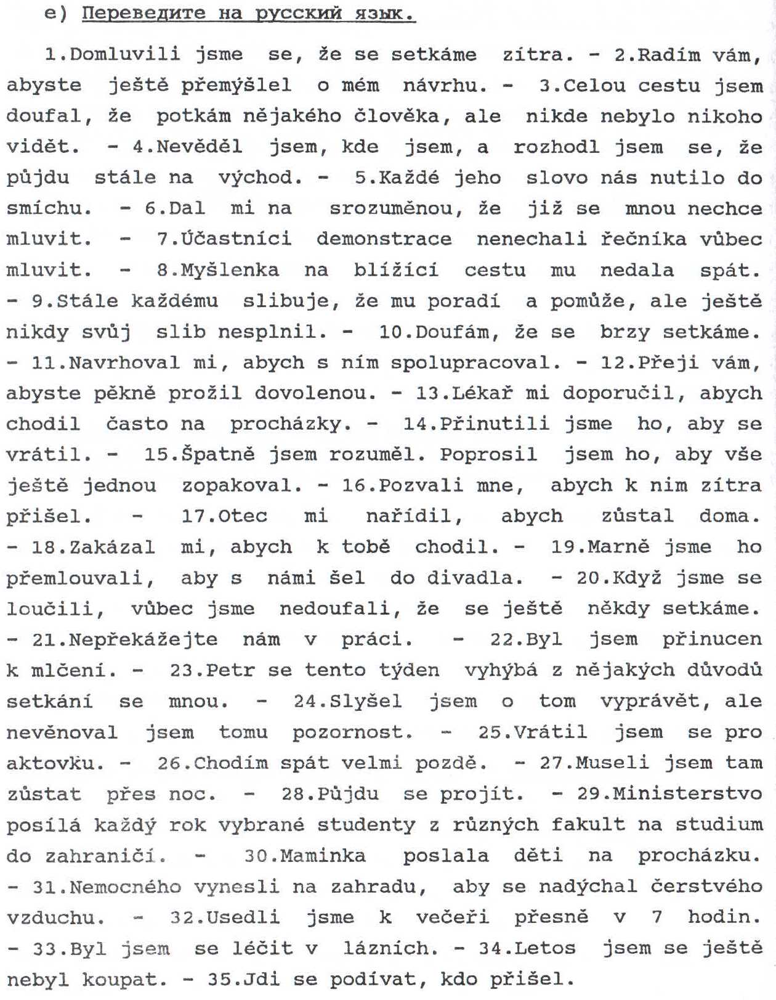 е) Переведите на русский язык.
1.Domluvili jsme se, že se setkáme zítra. - 2.Radím vám,
abyste ještě přemýšlel o mém návrhu. - 3.Celou cestu jsem
doufal, že potkám nějakého člověka, ale nikde nebylo nikoho
vidět. - 4.Nevěděl jsem, kde jsem, a rozhodl jsem se, že
půjdu stále na východ. - 5.Každé jeho slovo nás nutilo do
smíchu. - 6.Dal mi na srozuměnou, že již se mnou nechce
mluvit. - 7.Účastníci demonstrace nenechali řečníka vůbec
mluvit. - 8.Myšlenka na blížící cestu mu nedala spát.
- 9.Stále každému slibuje, že mu poradí a pomůže, ale ještě
nikdy svůj slib nesplnil. - 10.Doufám, že se brzy setkáme.
- 11.Navrhoval mi, abych s ním spolupracoval. - 12.Přeji vám,
abyste pěkně prožil dovolenou. - 13.Lékař mi doporučil, abych
chodil často na procházky. - 14.Přinutili jsme ho, aby se
vrátil. - 15.Špatně jsem rozuměl. Poprosil jsem ho, aby vše
ještě jednou zopakoval. - 16.Pozvali mne, abych k nim zítra
přišel. - 17.Otec mi nařídil, abych zůstal doma.
- 18.Zakázal mi, abych k tobě chodil. - 19.Marně jsme ho
přemlouvali, aby s námi šel do divadla. - 20.Když jsme se
loučili, vůbec jsme nedoufali, že se ještě někdy setkáme.
- 21.Nepřekážejte nám v práci. - 22.Byl jsem přinucen
k mlčení. - 23.Petr se tento týden vyhýbá z nějakých důvodů
setkání se mnou. - 24.Slyšel jsem o tom vyprávět, ale
nevěnoval jsem tomu pozornost. - 25.Vrátil jsem se pro
aktovku. - 26.Chodím spát velmi pozdě. - 27.Museli jsem tam
zůstat přes noc. - 28.Půjdu se projít. - 29.Ministerstvo
posílá každý rok vybrané studenty z různých fakult na studium
do zahraničí. - 30.Maminka poslala děti na procházku.
- 31.Nemocného vynesli na zahradu, aby se nadýchal čerstvého
vzduchu. - 32.Usedli jsme k večeři přesně v 7 hodin.
- 33.Byl jsem se léčit v lázních. - 34.Letos jsem se ještě
nebyl koupat. - 35.Jdi se podívat, kdo přišel.